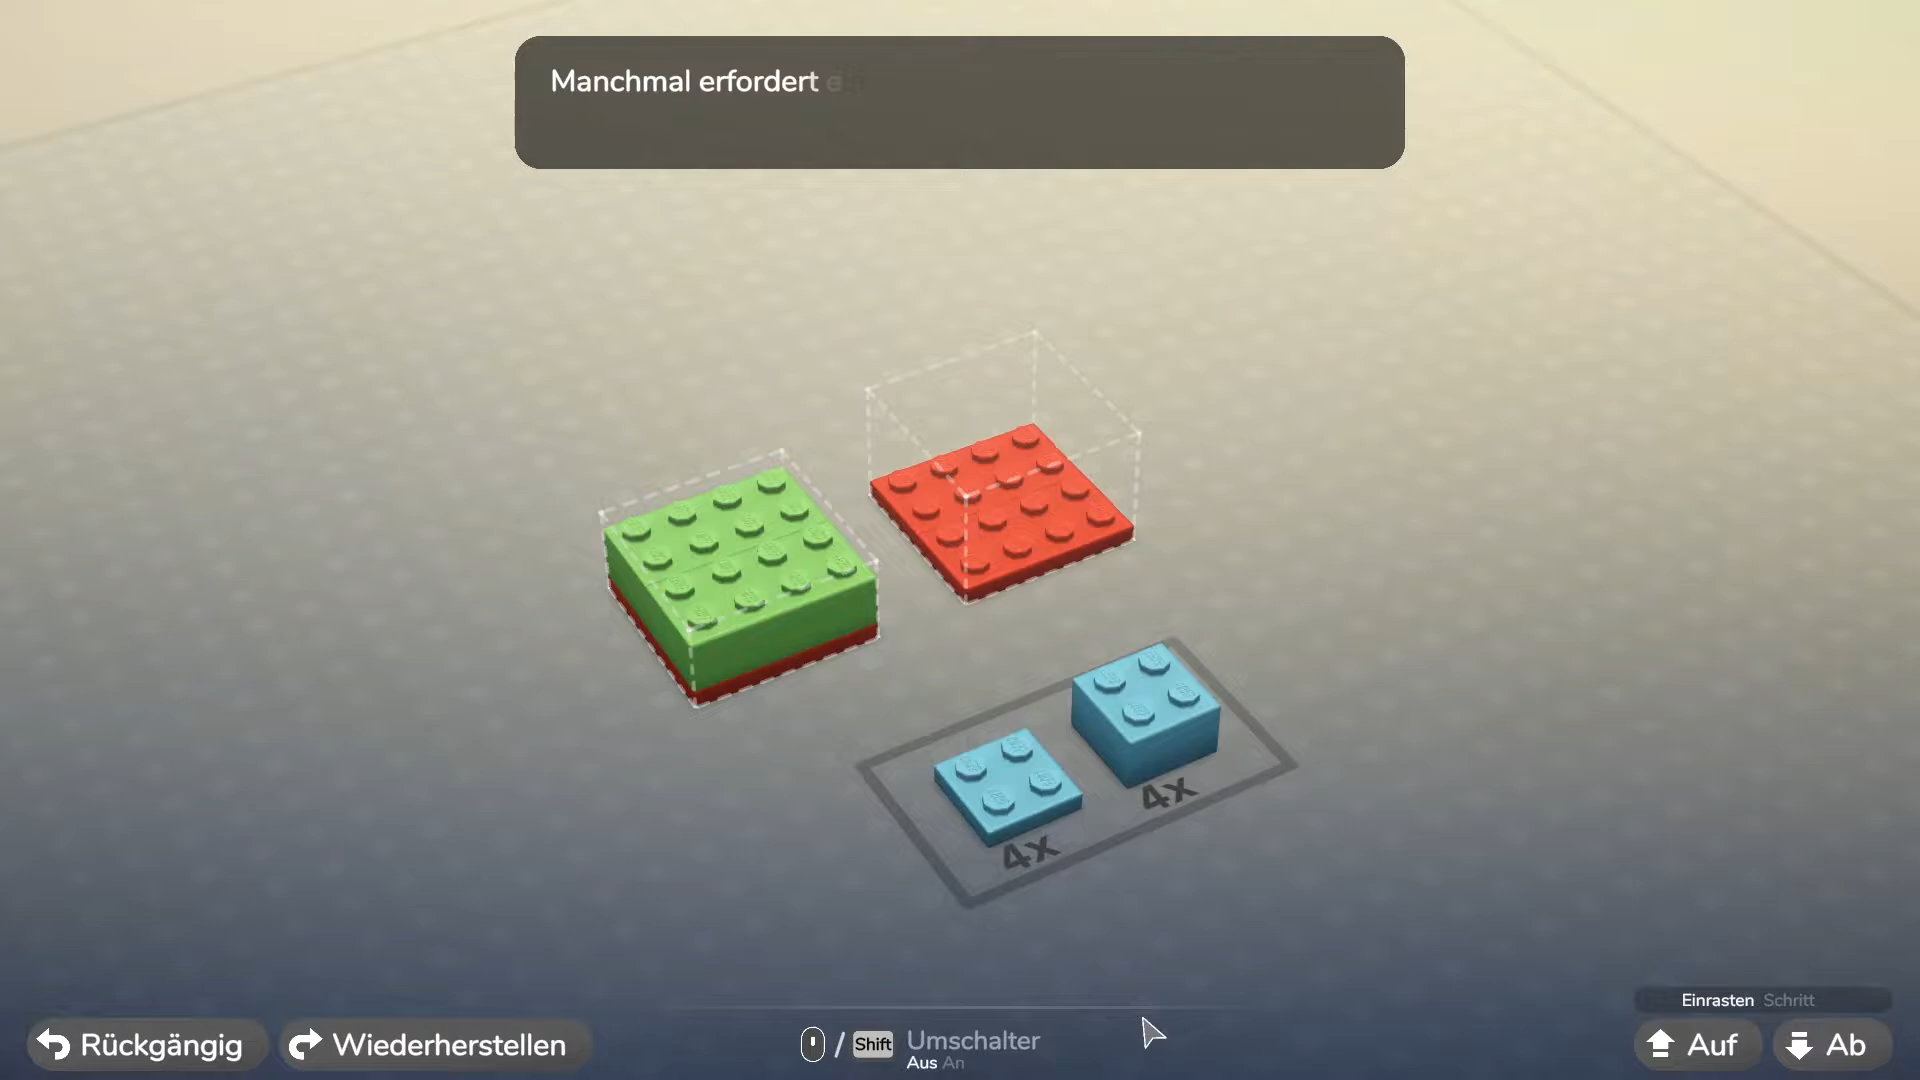 Manchmal erfordert
4x
4x
Einrasten Schritt
Rückgängig
Wiederherstellen
/ Shift Umschalter
Aus An
Auf
Ab